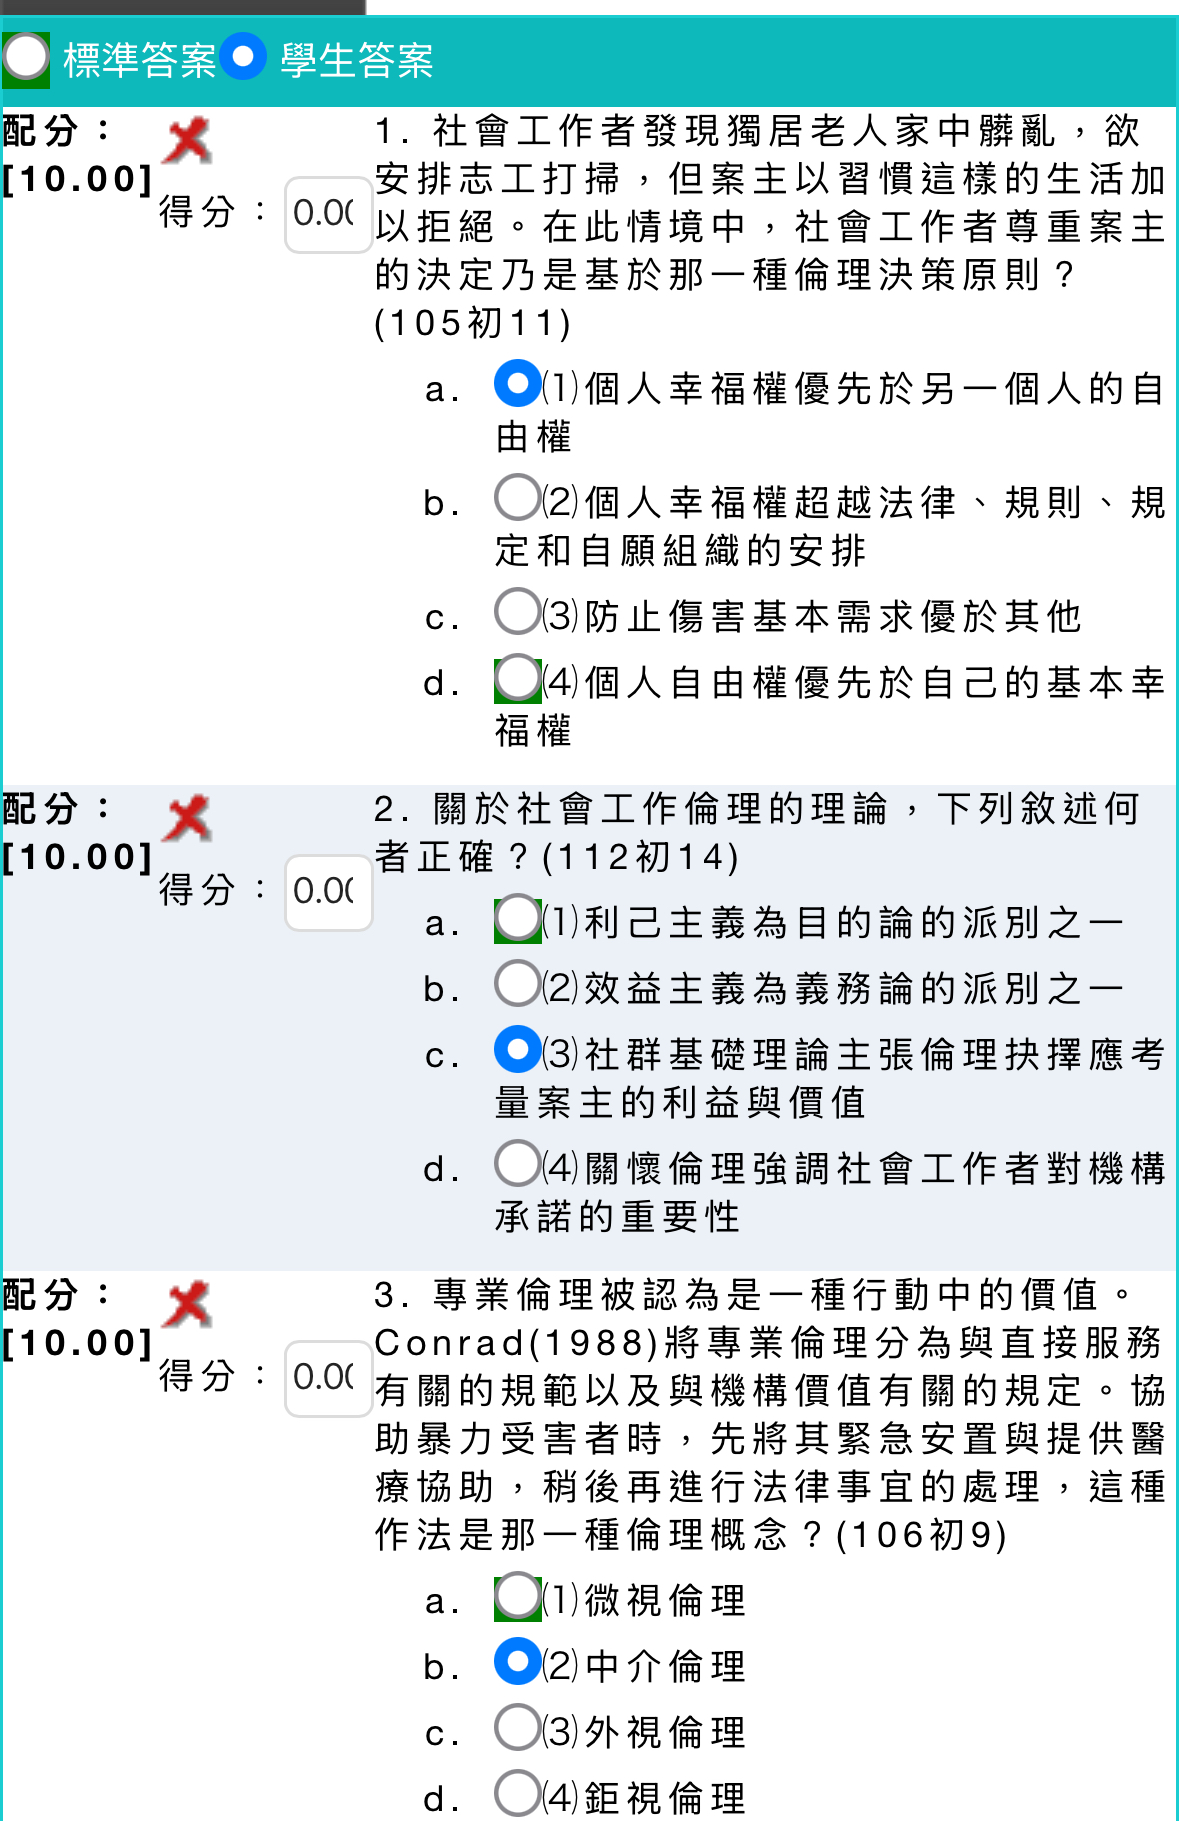 標準答案 學生答案
配分：
[10.00]
得分：0.00
1. 社會工作者發現獨居老人家中髒亂，欲
安排志工打掃，但案主以習慣這樣的生活加
以拒絕。在此情境中，社會工作者尊重案主
的決定乃是基於那一種倫理決策原則？
(105初11)
a. (1)個人幸福權優先於另一個人的自
由權
b. (2)個人幸福權超越法律、規則、規
定和自願組織的安排
c. (3)防止傷害基本需求優於其他
d. (4)個人自由權優先於自己的基本幸
福權
配分：
[10.00]
得分：0.00
2. 關於社會工作倫理的理論，下列敘述何
者正確？(112初14)
a. (1)利己主義為目的論的派別之一
b. (2)效益主義為義務論的派別之一
c. (3)社群基礎理論主張倫理抉擇應考
量案主的利益與價值
d. (4)關懷倫理強調社會工作者對機構
承諾的重要性
配分：
[10.00]
得分：0.00
3. 專業倫理被認為是一種行動中的價值。
Conrad(1988)將專業倫理分為與直接服務
有關的規範以及與機構價值有關的規定。協
助暴力受害者時，先將其緊急安置與提供醫
療協助，稍後再進行法律事宜的處理，這種
作法是那一種倫理概念？(106初9)
a. (1)微視倫理
b. (2)中介倫理
c. (3)外視倫理
d. (4)鉅視倫理